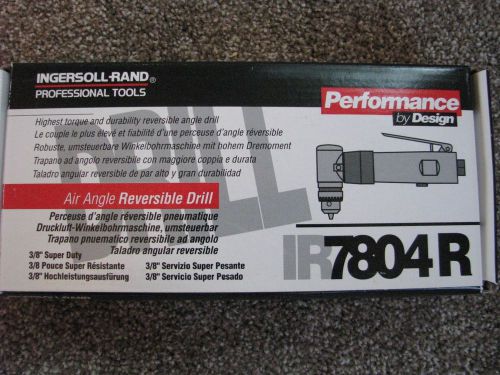 INGERSOLL-RAND®
PROFESSIONAL TOOLS
DRILL
Highest torque and durability reversible angle drill
Le couple le plus élevé et fiabilité d'une perceuse d'angle réversible
Robuste, umsteuerbare Winkelbohrmaschine mit hohem Dremoment
Trapano ad angolo reversibile con maggiore coppia e durata
Taladro angular reversible de par alto y gran durabilidad
Air Angle Reversible Drill
Perceuse d'angle réversible pneumatique
Druckluft-Winkelbohrmaschine, umsteuerbar
Trapano pnuematico reversibile ad angolo
Taladro angular reversible
3/8" Super Duty
3/8 Pouce Super Résistante
3/8" Hochleistungsausfürung
3/8" Servizio Super Pesante
3/8" Servicio Super Pesado
Performance
by Design
IR7804R